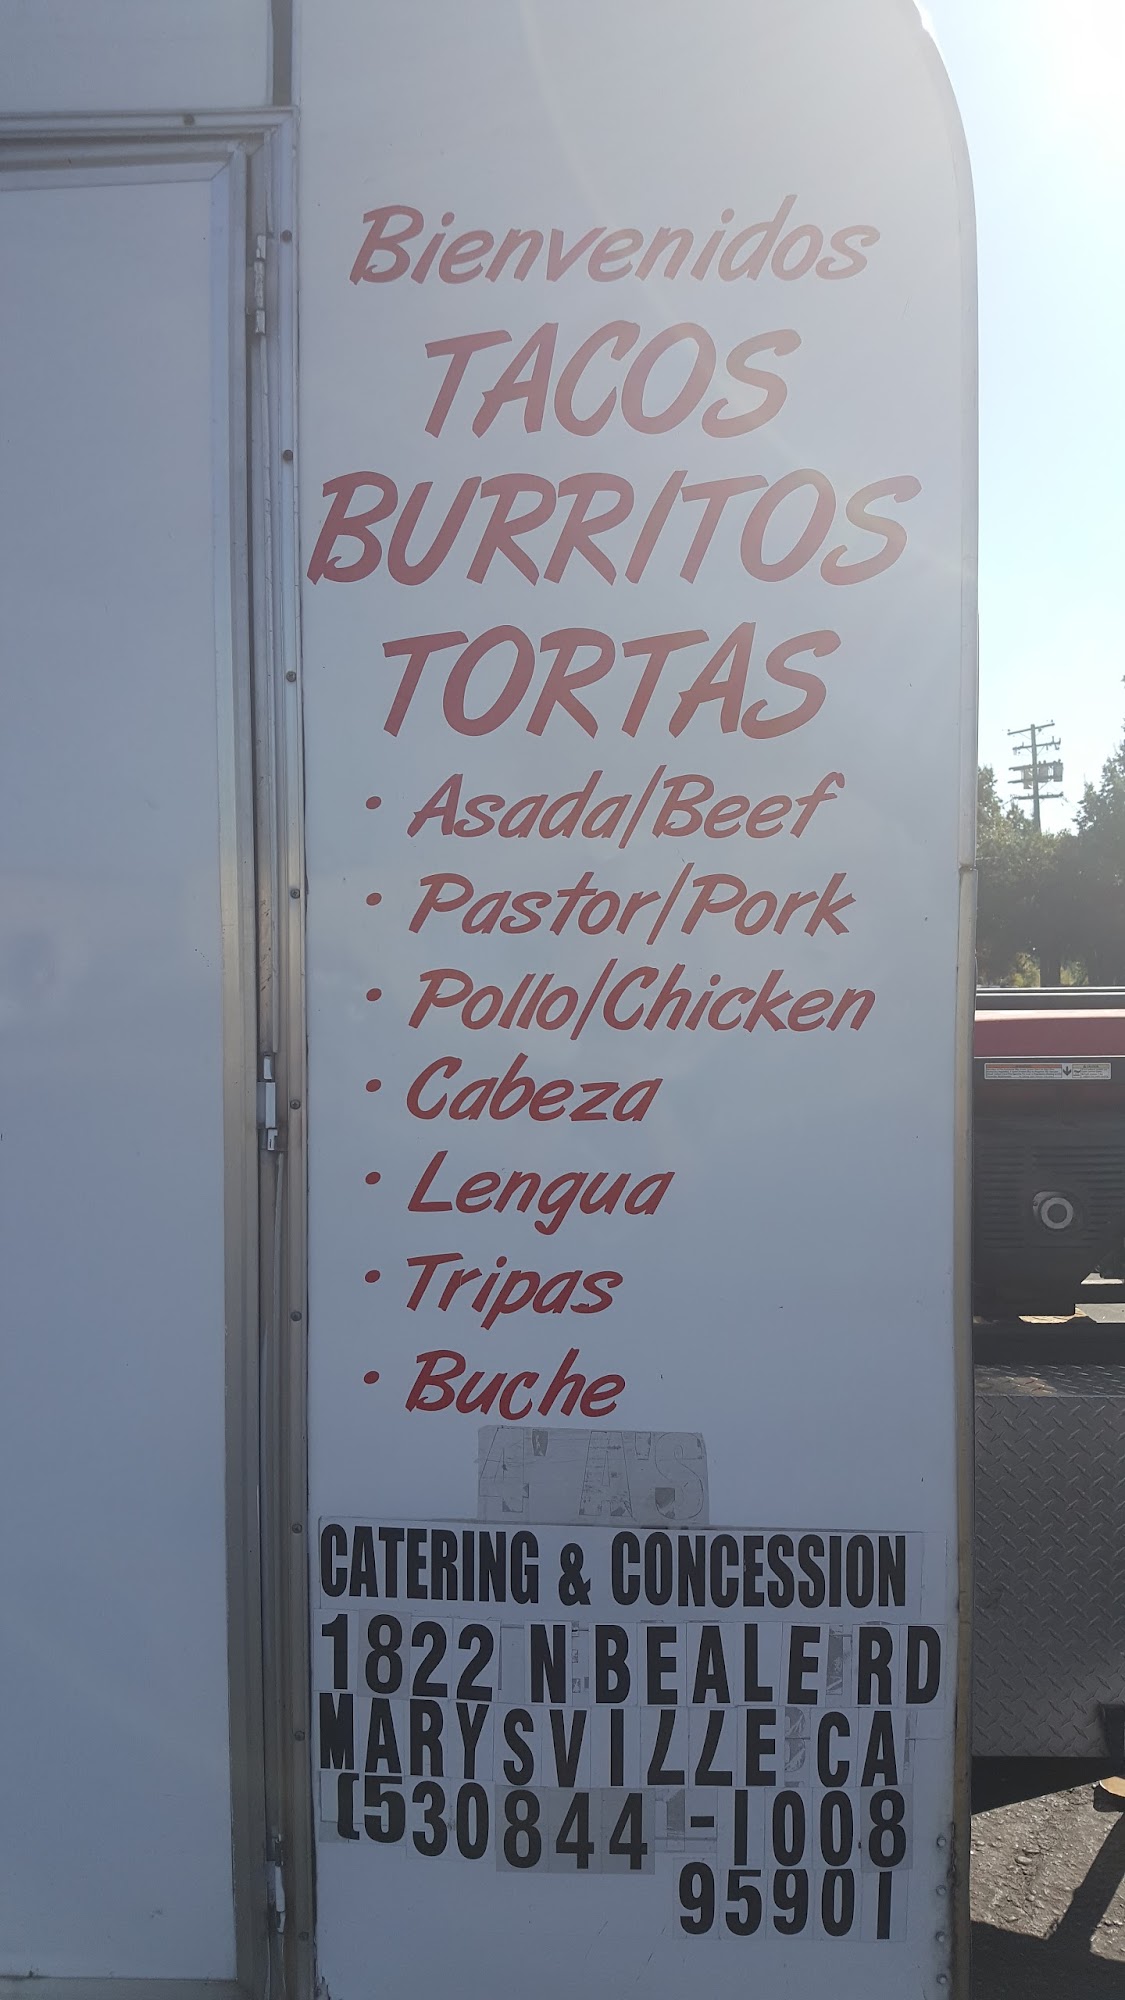 Bienvenidos
TACOS
BURRITOS
TORTAS
• Asada/Beef
• Pastor/Pork
• Pollo/Chicken
• Cabeza
• Lengua
• Tripas
• Buche
CATERING & CONCESSION
1822 N BEALE RD
MARYSVILLE CA
(530844-1008
95901